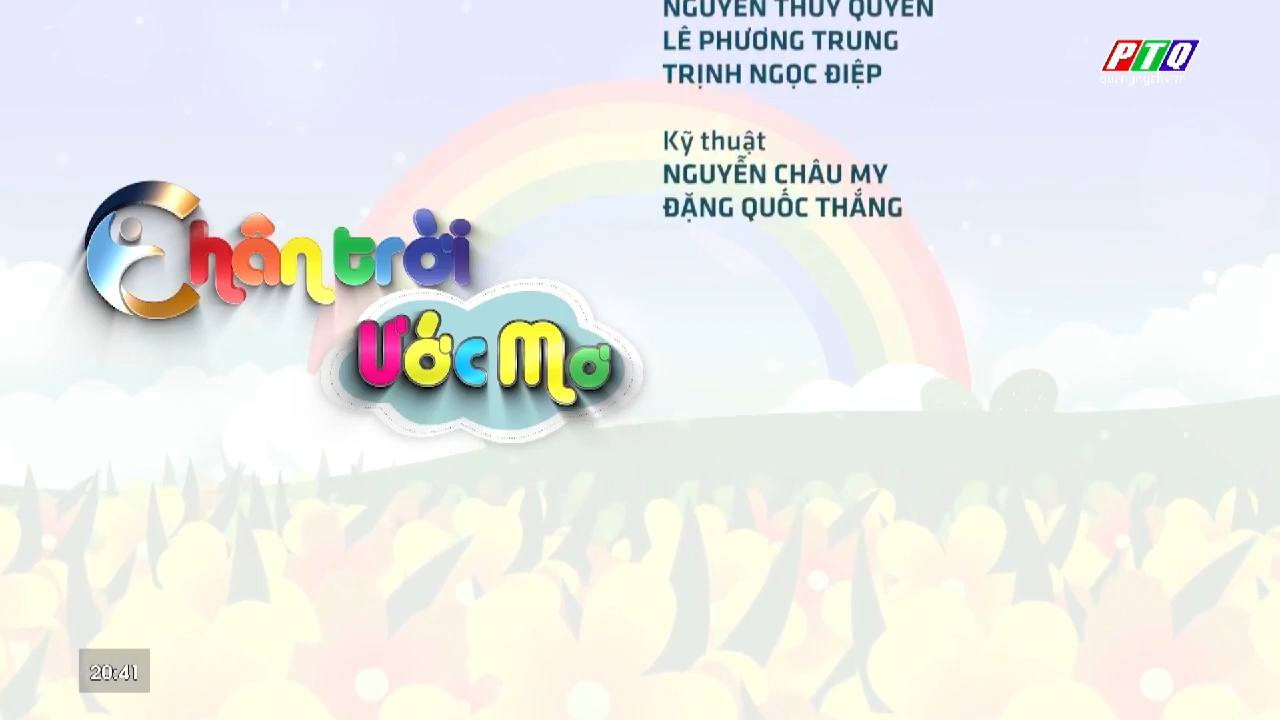 NGUYỄN THÚY QUYÊN
LÊ PHƯƠNG TRUNG
TRỊNH NGỌC ĐIỆP
PTQ
Kỹ thuật
NGUYỄN CHÂU MY
ĐẶNG QUỐC THẮNG
Chân trời
Ước Mơ
20:41